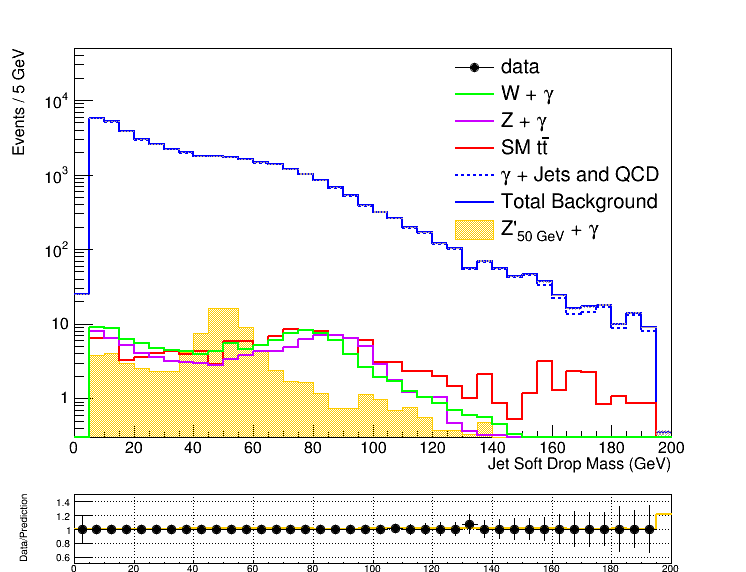 Events / 5 GeV
10⁴
10³
10²
10
1
data
W + γ
Z + γ
SM tt̄
γ + Jets and QCD
Total Background
Z'50 GeV + γ
0 20 40 60 80 100 120 140 160 180 200
Jet Soft Drop Mass (GeV)
Data/Prediction
1.4
1.2
1
0.8
0.6
0 20 40 60 80 100 120 140 160 180 200